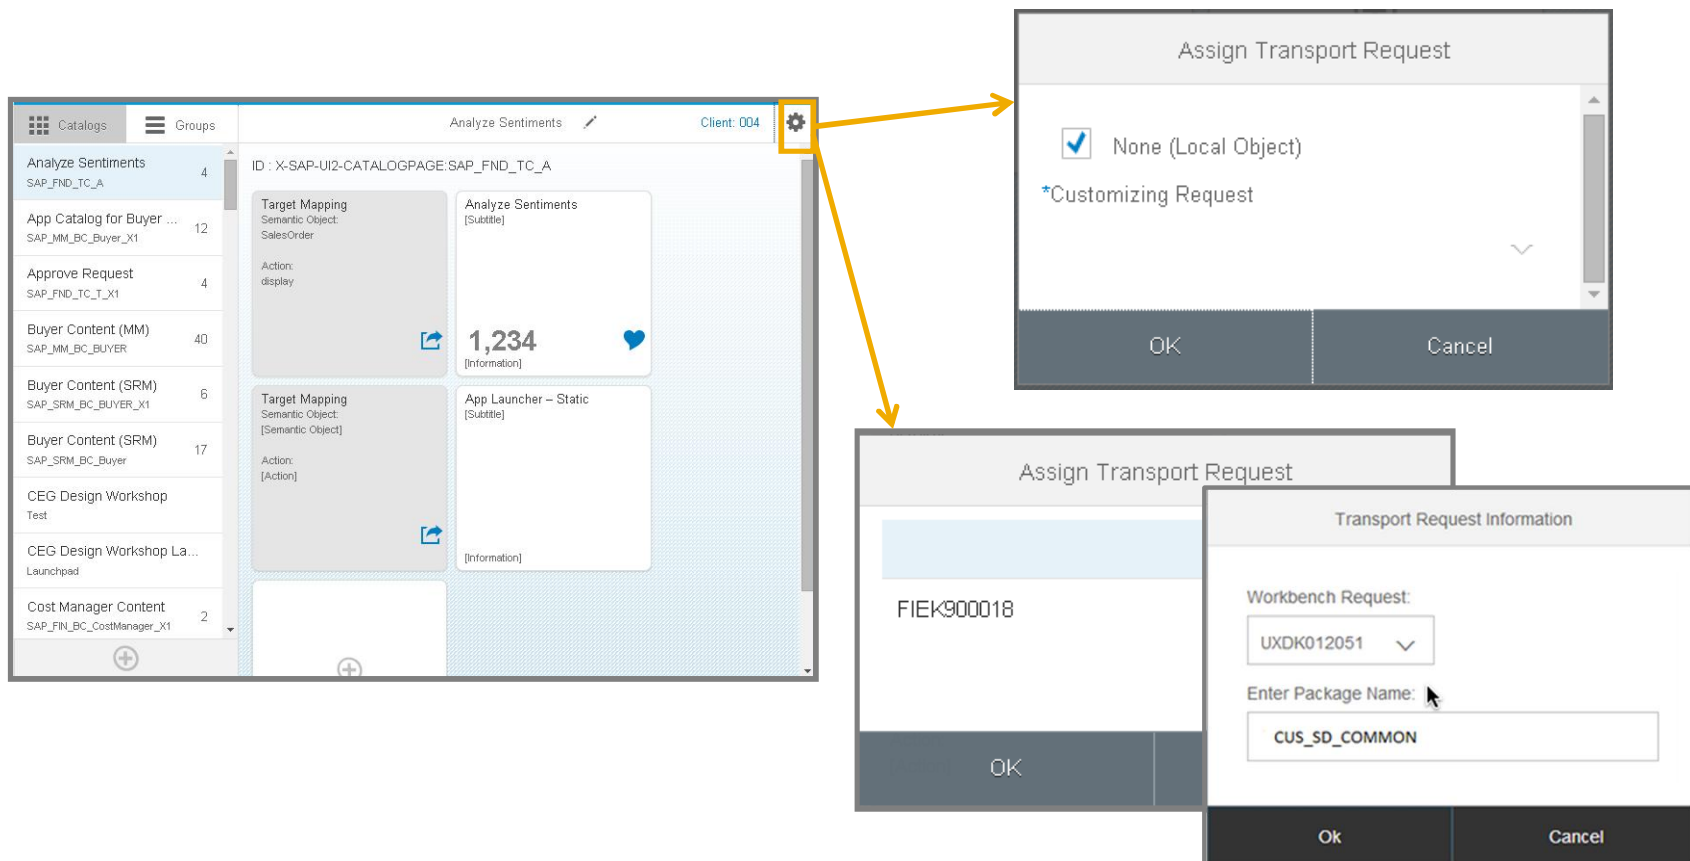 Catalogs
Groups
Analyze Sentiments
Client: 004
Analyze Sentiments
4
SAP_FND_TC_A
App Catalog for Buyer ...
12
SAP_MM_BC_Buyer_X1
Approve Request
4
SAP_FND_TC_T_X1
Buyer Content (MM)
40
SAP_MM_BC_BUYER
Buyer Content (SRM)
6
SAP_SRM_BC_BUYER_X1
Buyer Content (SRM)
17
SAP_SRM_BC_Buyer
CEG Design Workshop
Test
CEG Design Workshop La...
Launchpad
Cost Manager Content
2
SAP_FIN_BC_CostManager_X1
ID : X-SAP-UI2-CATALOGPAGE:SAP_FND_TC_A
Target Mapping
Semantic Object:
SalesOrder
Action:
display
Analyze Sentiments
[Subtitle]
1,234
[Information]
Target Mapping
Semantic Object:
[Semantic Object]
Action:
[Action]
App Launcher – Static
[Subtitle]
[Information]
Assign Transport Request
None (Local Object)
*Customizing Request
OK
Cancel
Assign Transport Request
FIEK900018
OK
Transport Request Information
Workbench Request:
UXDK012051
Enter Package Name:
CUS_SD_COMMON
Ok
Cancel